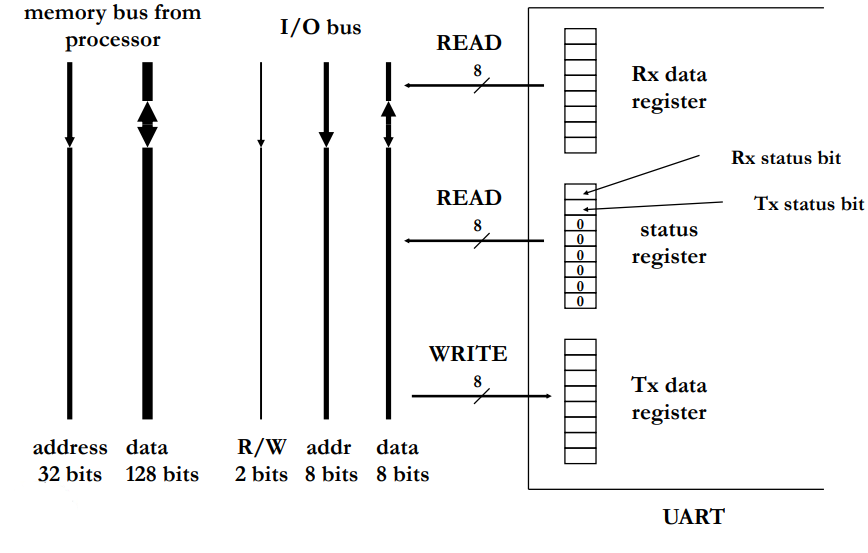 memory bus from
processor
I/O bus
READ
8
Rx data
register
Rx status bit
Tx status bit
READ
8
0
0
0
0
0
0
status
register
WRITE
8
Tx data
register
address
32 bits
data
128 bits
R/W
2 bits
addr
8 bits
data
8 bits
UART